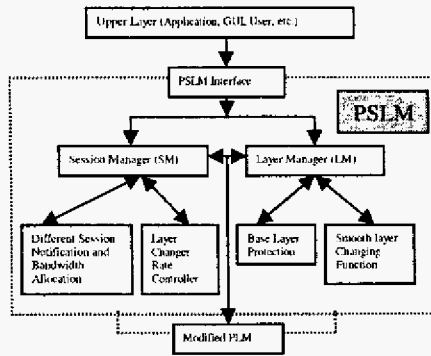 Upper Layer (Application, GUI, User, etc.)
PSLM Interface
PSLM
Session Manager (SM)
Layer Manager (LM)
Different Session
Notification and
Bandwidth
Allocation
Layer
Changer
Rate
Controller
Base Layer
Protection
Smooth layer
Changing
Function
Modified PLM